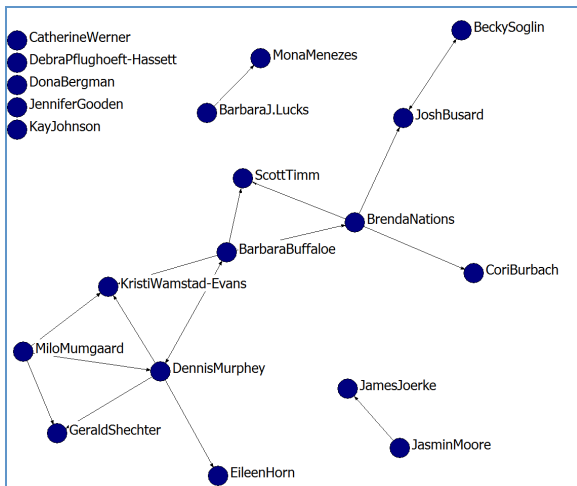 CatherineWerner
DebraPflughoeft-Hassett
DonaBergman
JenniferGooden
KayJohnson
BeckySoglin
MonaMenezes
BarbaraJ.Lucks
JoshBusard
ScottTimm
BrendaNations
BarbaraBuffaloe
CoriBurbach
KristiWamstad-Evans
MiloMumgaard
DennisMurphey
JamesJoerke
GeraldShechter
JasminMoore
EileenHorn